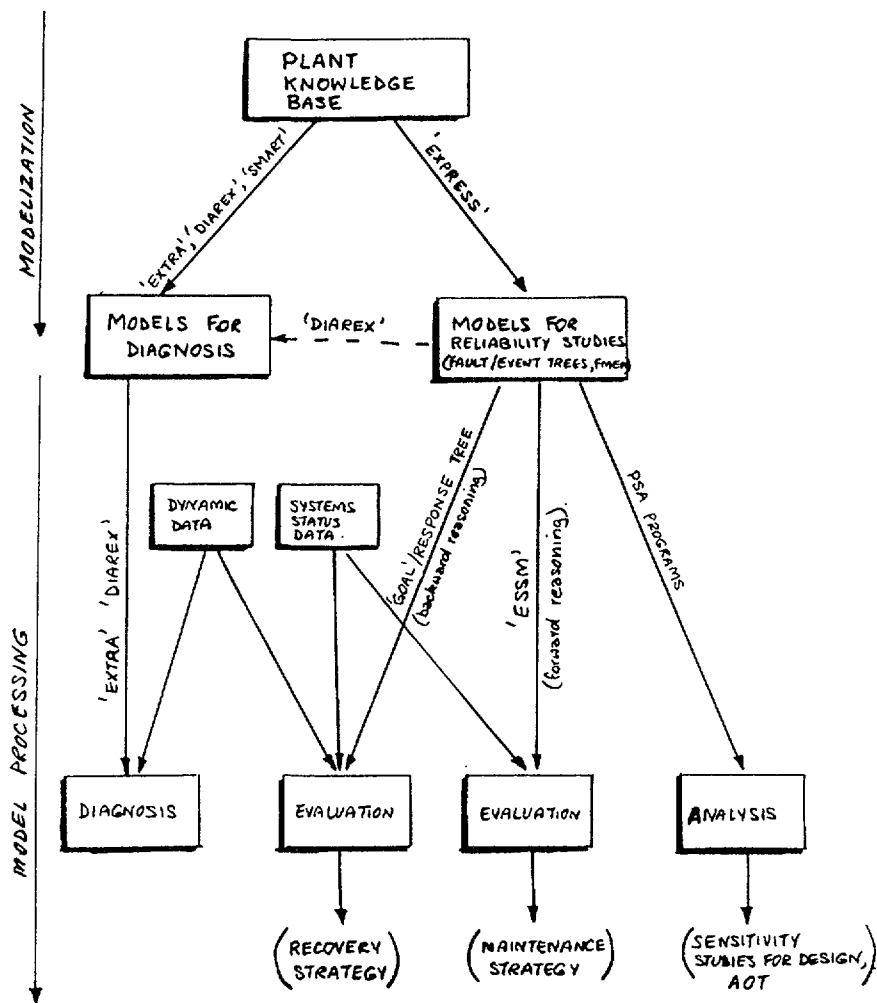 PLANT
KNOWLEDGE
BASE
MODELIZATION
'EXTRA', 'DIAREX', 'SMART'
'EXPRESS'
MODELS FOR
DIAGNOSIS
'DIAREX'
MODELS FOR
RELIABILITY STUDIES
(FAULT/EVENT TREES, FMEA)
DYNAMIC
DATA
SYSTEMS
STATUS
DATA.
MODEL PROCESSING
'EXTRA' 'DIAREX'
'GOAL'/RESPONSE TREE
(backward reasoning)
'ESSM'
(forward reasoning).
PSA PROGRAMS
DIAGNOSIS
EVALUATION
EVALUATION
ANALYSIS
(RECOVERY
STRATEGY)
(MAINTENANCE
STRATEGY)
(SENSITIVITY
STUDIES FOR DESIGN,
AOT)